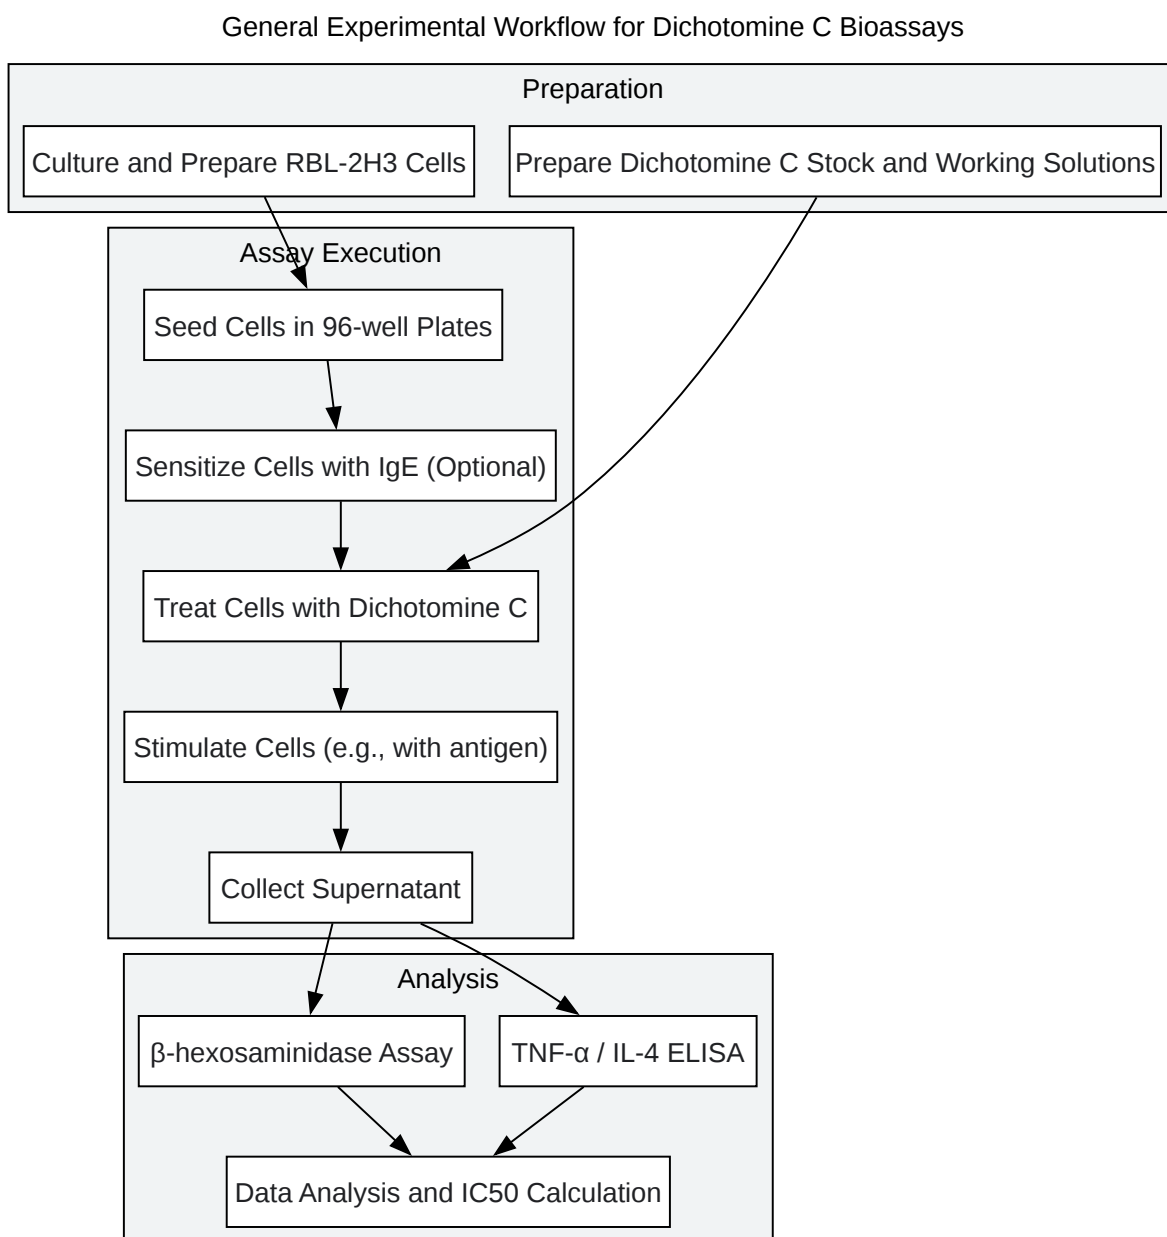 General Experimental Workflow for Dichotomine C Bioassays
Preparation
Culture and Prepare RBL-2H3 Cells
Prepare Dichotomine C Stock and Working Solutions
Assay Execution
Seed Cells in 96-well Plates
Sensitize Cells with IgE (Optional)
Treat Cells with Dichotomine C
Stimulate Cells (e.g., with antigen)
Collect Supernatant
Analysis
β-hexosaminidase Assay
TNF-α / IL-4 ELISA
Data Analysis and IC50 Calculation